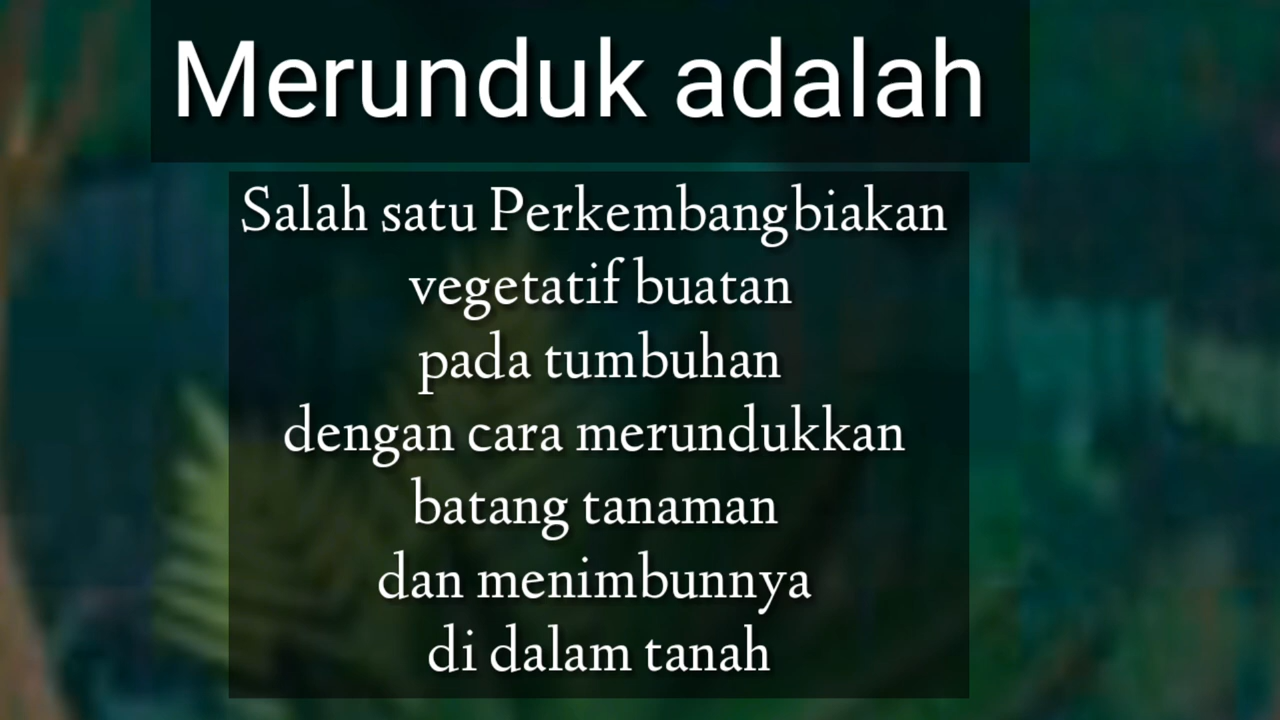 Merunduk adalah
Salah satu Perkembangbiakan
vegetatif buatan
pada tumbuhan
dengan cara merundukkan
batang tanaman
dan menimbunnya
di dalam tanah